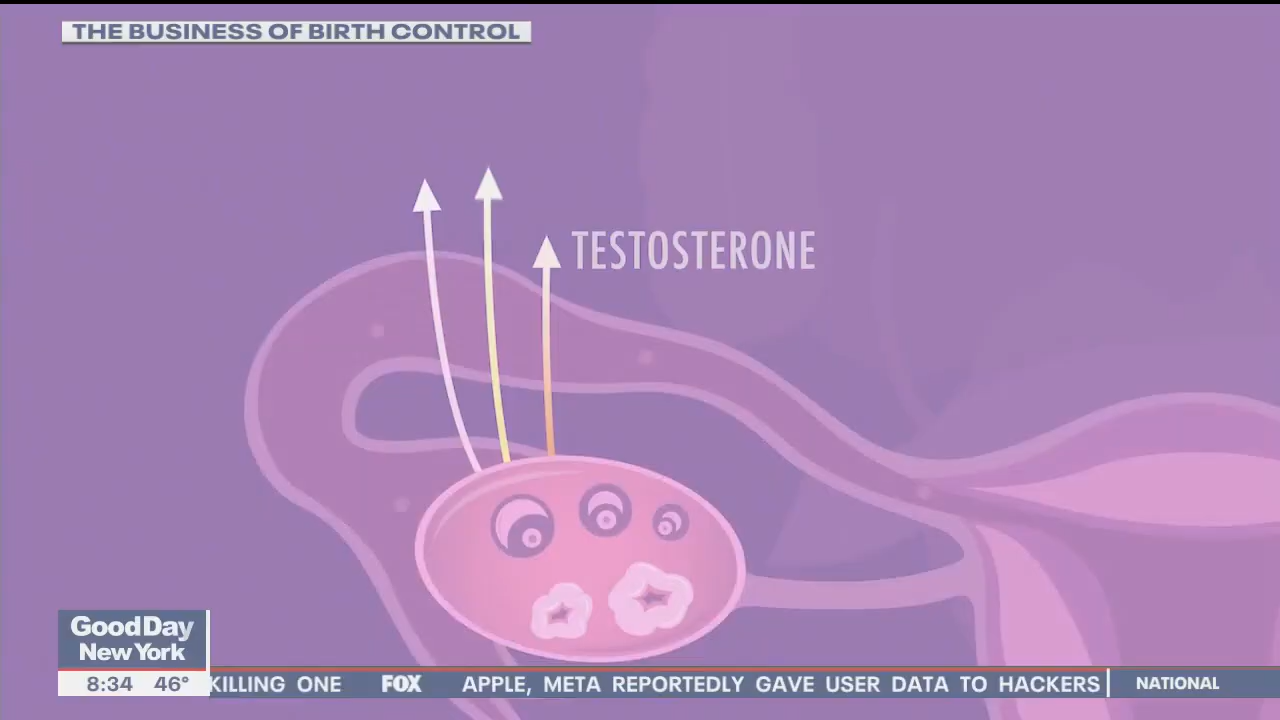 THE BUSINESS OF BIRTH CONTROL
TESTOSTERONE
Good Day
New York
8:34 46°
KILLING ONE FOX APPLE, META REPORTEDLY GAVE USER DATA TO HACKERS NATIONAL